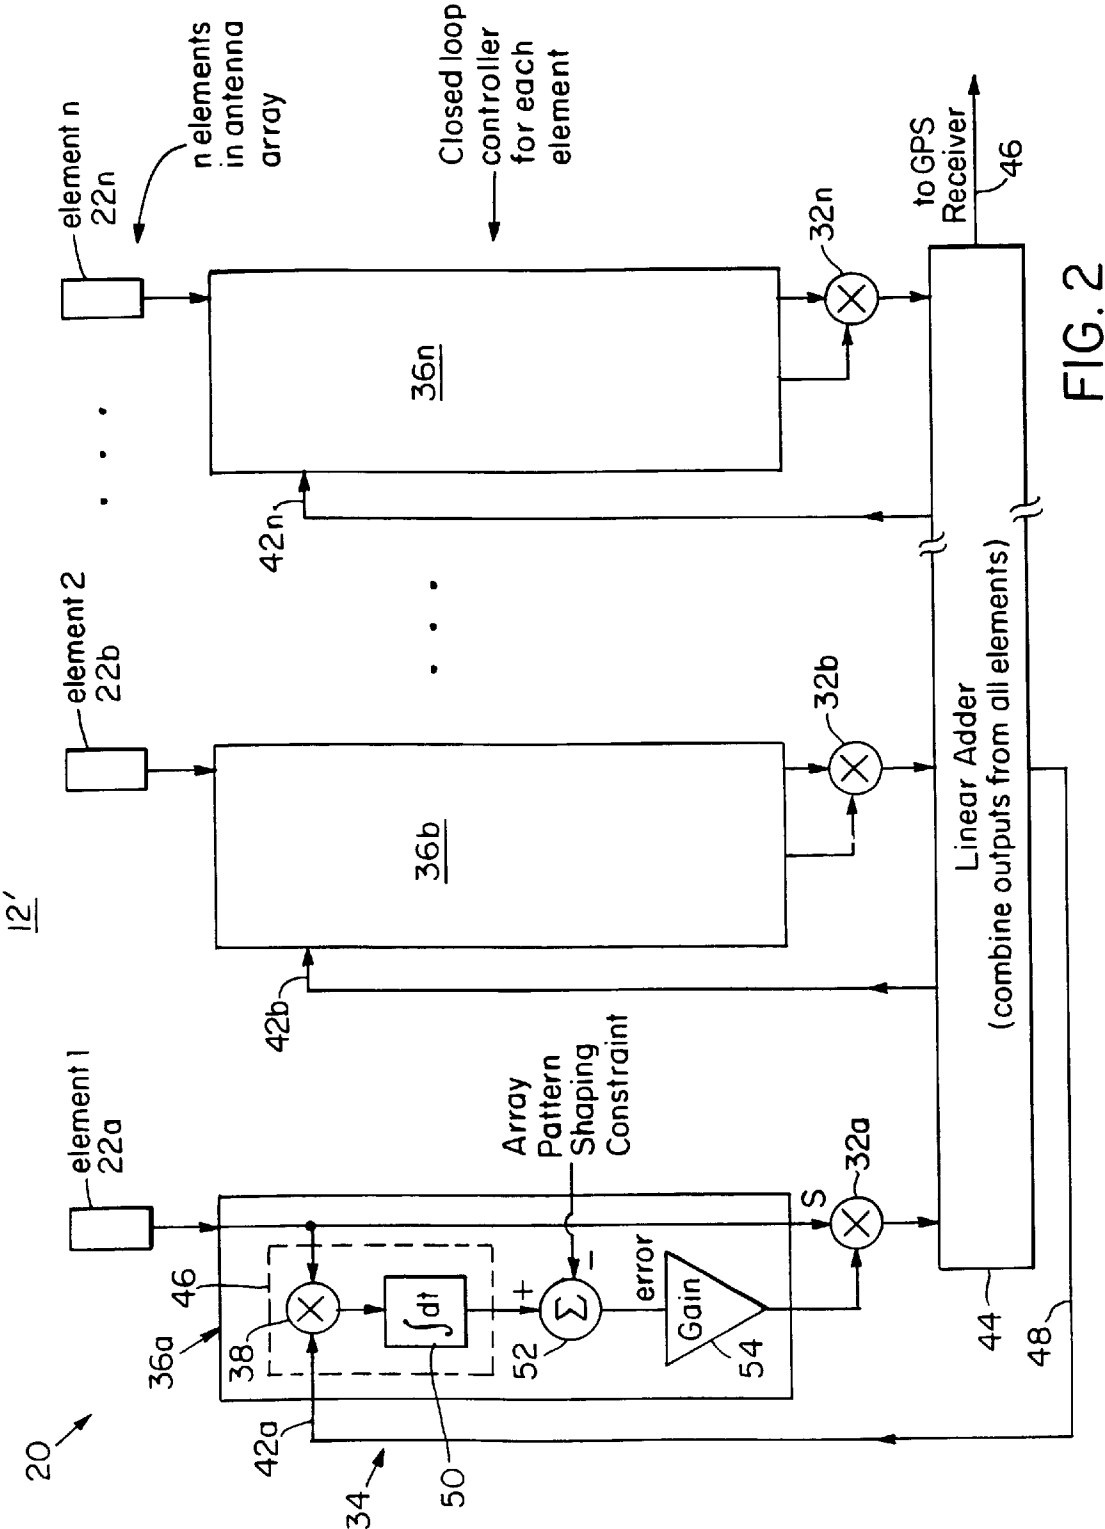 12'
20
element 1
22a
element 2
22b
element n
22n
n elements
in antenna
array
36a
46
38
42a
34
∫dt
50
+
Σ
−
52
Array
Pattern
Shaping
Constraint
error
Gain
54
S
32a
42b
36b
32b
42n
36n
32n
Closed loop
controller
for each
element
Linear Adder
(combine outputs from all elements)
44
48
to GPS
Receiver
46
FIG. 2